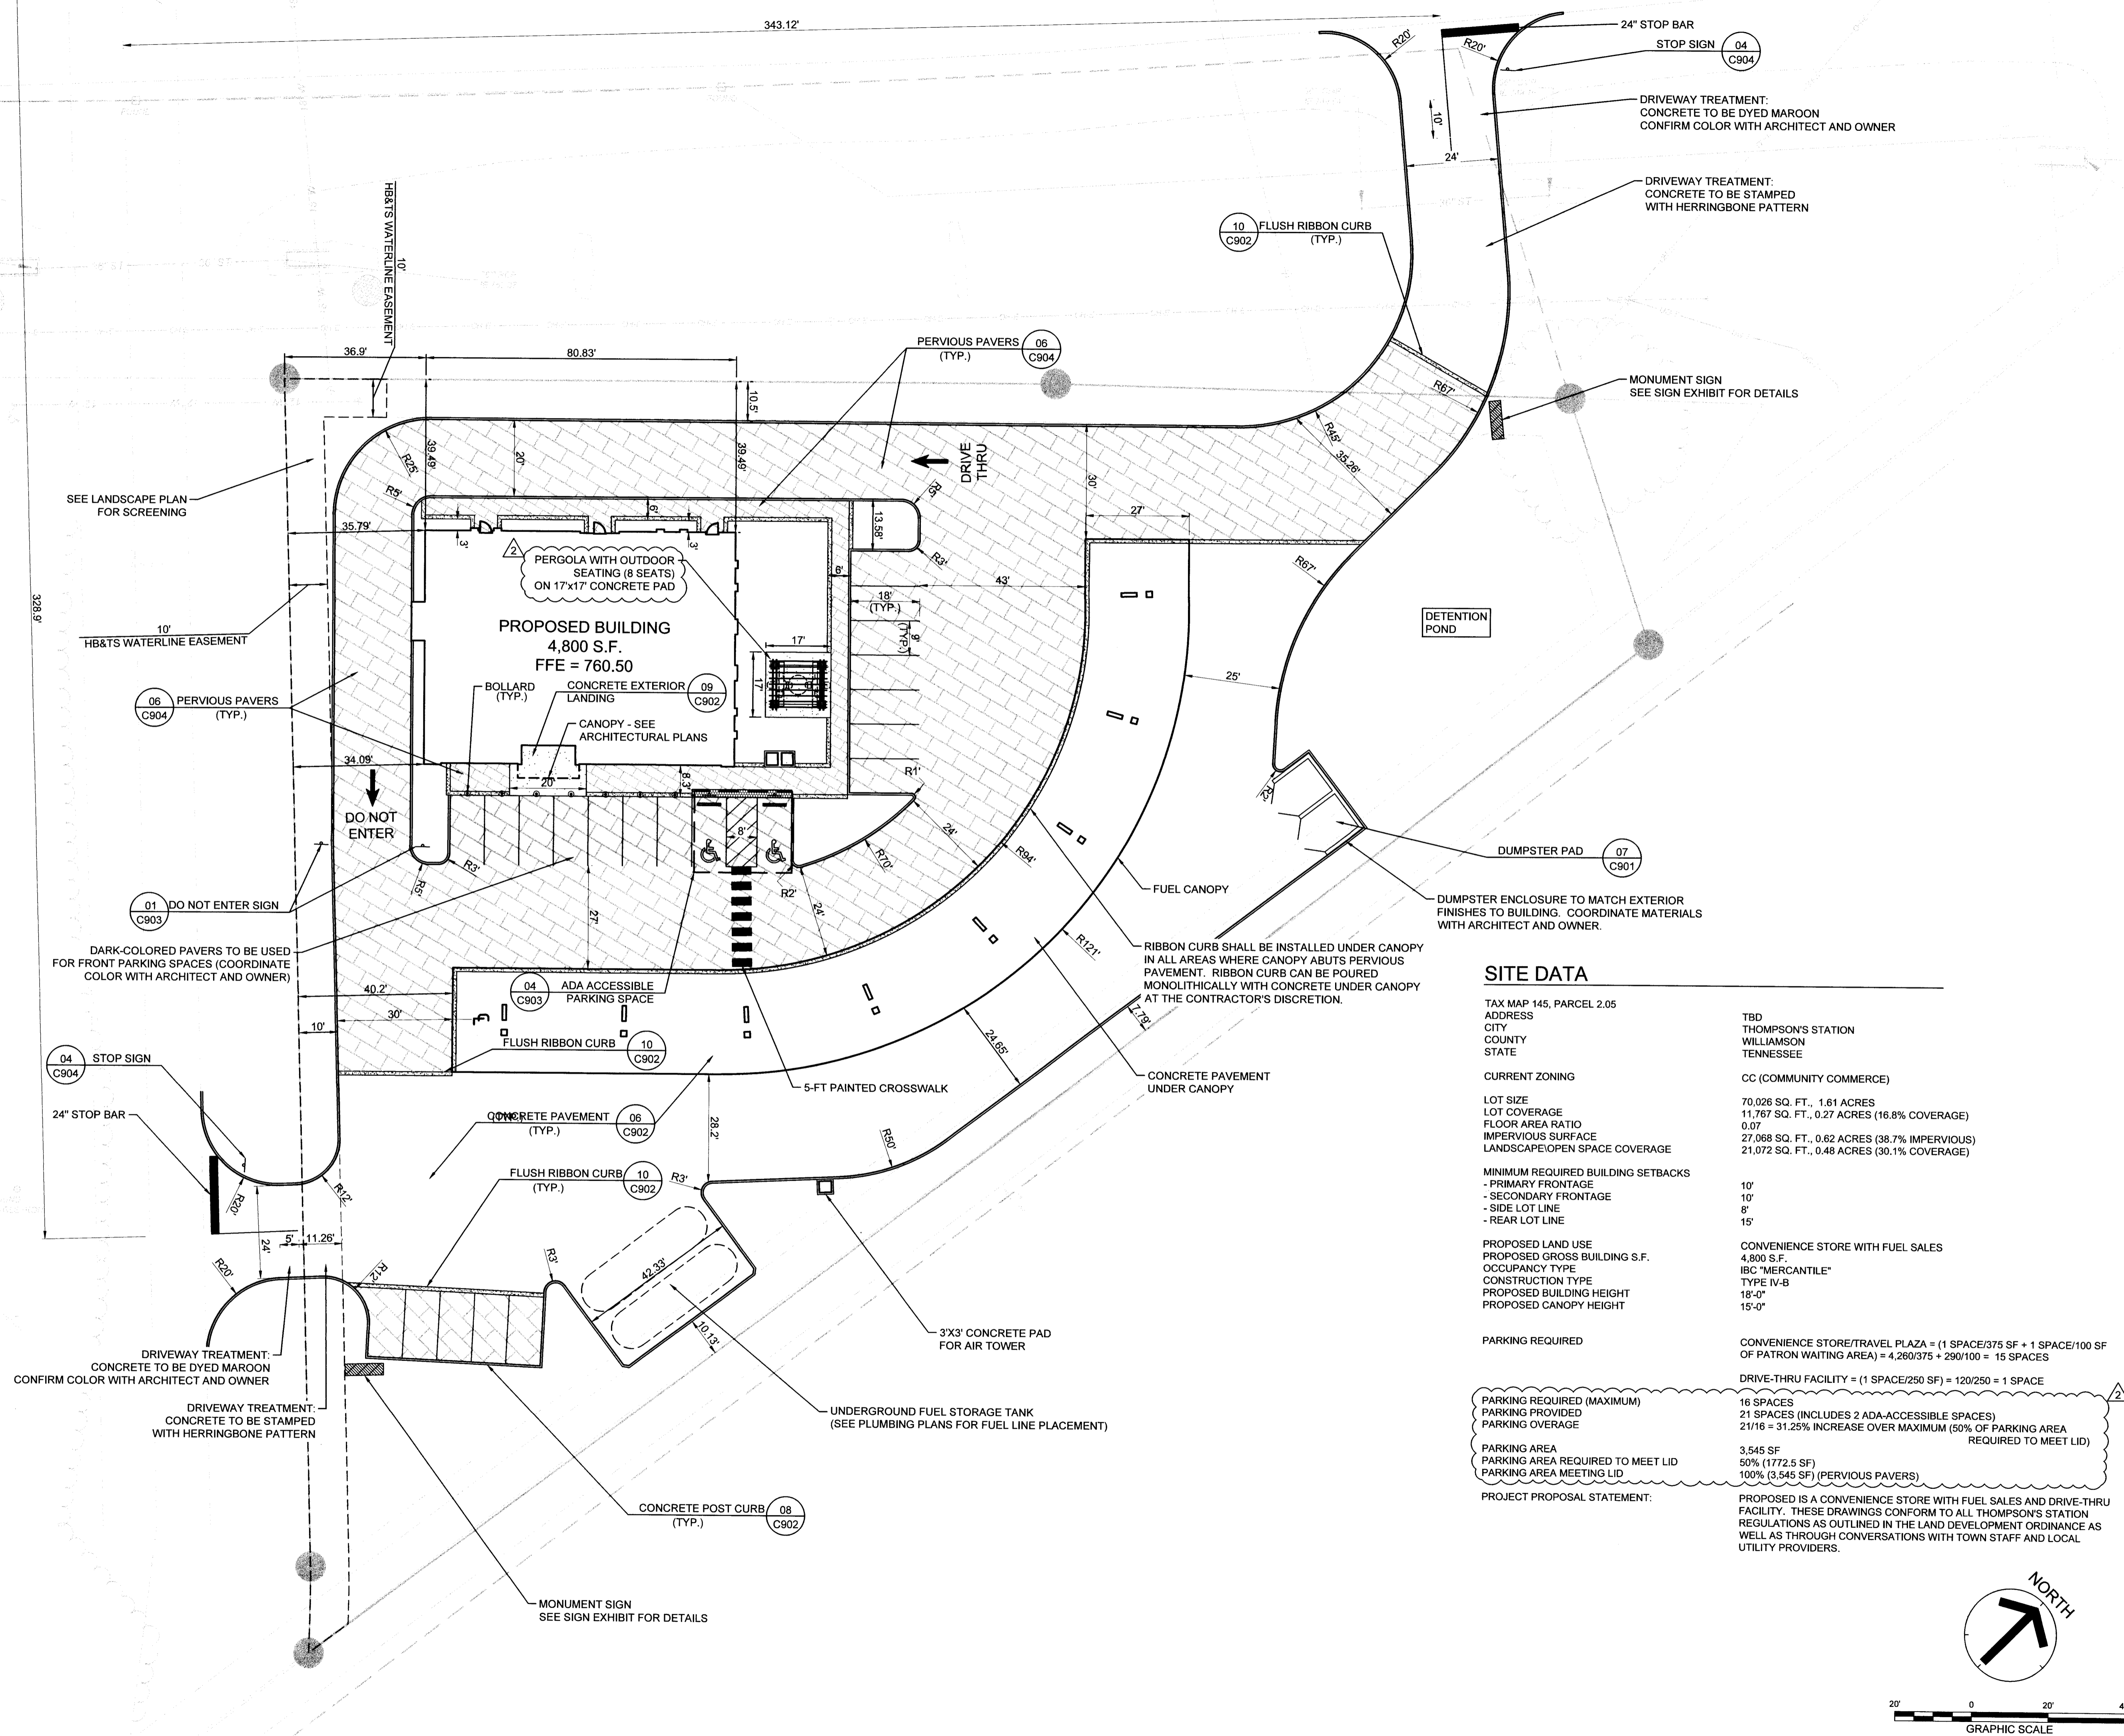 343.12'
24" STOP BAR
STOP SIGN
04
C904
R20'
R20'
DRIVEWAY TREATMENT:
CONCRETE TO BE DYED MAROON
CONFIRM COLOR WITH ARCHITECT AND OWNER
10'
24'
DRIVEWAY TREATMENT:
CONCRETE TO BE STAMPED
WITH HERRINGBONE PATTERN
10
C902
FLUSH RIBBON CURB
(TYP.)
10'
HB&TS WATERLINE EASEMENT
36.9'
80.83'
PERVIOUS PAVERS
(TYP.)
06
C904
10.5'
R67'
MONUMENT SIGN
SEE SIGN EXHIBIT FOR DETAILS
R25'
39.49'
20'
39.49'
DRIVE
THRU
30'
R45'
35.26'
SEE LANDSCAPE PLAN
FOR SCREENING
R5'
R5'
35.79'
6'
13.58'
27'
3'
3'
R3'
2
PERGOLA WITH OUTDOOR
SEATING (8 SEATS)
ON 17'x17' CONCRETE PAD
6'
43'
R67'
18'
(TYP.)
9'
(TYP.)
328.9'
10'
HB&TS WATERLINE EASEMENT
PROPOSED BUILDING
4,800 S.F.
FFE = 760.50
17'
17'
DETENTION
POND
25'
06
C904
PERVIOUS PAVERS
(TYP.)
BOLLARD
(TYP.)
CONCRETE EXTERIOR
LANDING
09
C902
CANOPY - SEE
ARCHITECTURAL PLANS
34.09'
20'
8.3'
R1'
R2'
DO NOT
ENTER
8'
24'
R70'
R94'
R3'
R5'
R2'
24'
27'
DUMPSTER PAD
07
C901
FUEL CANOPY
01
C903
DO NOT ENTER SIGN
DUMPSTER ENCLOSURE TO MATCH EXTERIOR
FINISHES TO BUILDING. COORDINATE MATERIALS
WITH ARCHITECT AND OWNER.
DARK-COLORED PAVERS TO BE USED
FOR FRONT PARKING SPACES (COORDINATE
COLOR WITH ARCHITECT AND OWNER)
R121'
RIBBON CURB SHALL BE INSTALLED UNDER CANOPY
IN ALL AREAS WHERE CANOPY ABUTS PERVIOUS
PAVEMENT. RIBBON CURB CAN BE POURED
MONOLITHICALLY WITH CONCRETE UNDER CANOPY
AT THE CONTRACTOR'S DISCRETION.
04
C903
ADA ACCESSIBLE
PARKING SPACE
40.2'
30'
10'
7.79'
24.65'
FLUSH RIBBON CURB
10
C902
04
C904
STOP SIGN
5-FT PAINTED CROSSWALK
CONCRETE PAVEMENT
UNDER CANOPY
24" STOP BAR
CONCRETE PAVEMENT
(TYP.)
(TYP.)
06
C902
28.2'
R50'
FLUSH RIBBON CURB
(TYP.)
10
C902
R3'
R20'
R12'
24'
5'
11.26'
R20'
R12'
R3'
42.33'
10.13'
3'X3' CONCRETE PAD
FOR AIR TOWER
DRIVEWAY TREATMENT:
CONCRETE TO BE DYED MAROON
CONFIRM COLOR WITH ARCHITECT AND OWNER
DRIVEWAY TREATMENT:
CONCRETE TO BE STAMPED
WITH HERRINGBONE PATTERN
UNDERGROUND FUEL STORAGE TANK
(SEE PLUMBING PLANS FOR FUEL LINE PLACEMENT)
CONCRETE POST CURB
(TYP.)
08
C902
MONUMENT SIGN
SEE SIGN EXHIBIT FOR DETAILS
SITE DATA
TAX MAP 145, PARCEL 2.05
ADDRESS TBD
CITY THOMPSON'S STATION
COUNTY WILLIAMSON
STATE TENNESSEE
CURRENT ZONING CC (COMMUNITY COMMERCE)
LOT SIZE 70,026 SQ. FT., 1.61 ACRES
LOT COVERAGE 11,767 SQ. FT., 0.27 ACRES (16.8% COVERAGE)
FLOOR AREA RATIO 0.07
IMPERVIOUS SURFACE 27,068 SQ. FT., 0.62 ACRES (38.7% IMPERVIOUS)
LANDSCAPE\OPEN SPACE COVERAGE 21,072 SQ. FT., 0.48 ACRES (30.1% COVERAGE)
MINIMUM REQUIRED BUILDING SETBACKS
- PRIMARY FRONTAGE 10'
- SECONDARY FRONTAGE 10'
- SIDE LOT LINE 8'
- REAR LOT LINE 15'
PROPOSED LAND USE CONVENIENCE STORE WITH FUEL SALES
PROPOSED GROSS BUILDING S.F. 4,800 S.F.
OCCUPANCY TYPE IBC "MERCANTILE"
CONSTRUCTION TYPE TYPE IV-B
PROPOSED BUILDING HEIGHT 18'-0"
PROPOSED CANOPY HEIGHT 15'-0"
PARKING REQUIRED CONVENIENCE STORE/TRAVEL PLAZA = (1 SPACE/375 SF + 1 SPACE/100 SF
OF PATRON WAITING AREA) = 4,260/375 + 290/100 = 15 SPACES
DRIVE-THRU FACILITY = (1 SPACE/250 SF) = 120/250 = 1 SPACE
2
PARKING REQUIRED (MAXIMUM) 16 SPACES
PARKING PROVIDED 21 SPACES (INCLUDES 2 ADA-ACCESSIBLE SPACES)
PARKING OVERAGE 21/16 = 31.25% INCREASE OVER MAXIMUM (50% OF PARKING AREA
REQUIRED TO MEET LID)
PARKING AREA 3,545 SF
PARKING AREA REQUIRED TO MEET LID 50% (1772.5 SF)
PARKING AREA MEETING LID 100% (3,545 SF) (PERVIOUS PAVERS)
PROJECT PROPOSAL STATEMENT: PROPOSED IS A CONVENIENCE STORE WITH FUEL SALES AND DRIVE-THRU
FACILITY. THESE DRAWINGS CONFORM TO ALL THOMPSON'S STATION
REGULATIONS AS OUTLINED IN THE LAND DEVELOPMENT ORDINANCE AS
WELL AS THROUGH CONVERSATIONS WITH TOWN STAFF AND LOCAL
UTILITY PROVIDERS.
NORTH
20' 0 20' 4
GRAPHIC SCALE